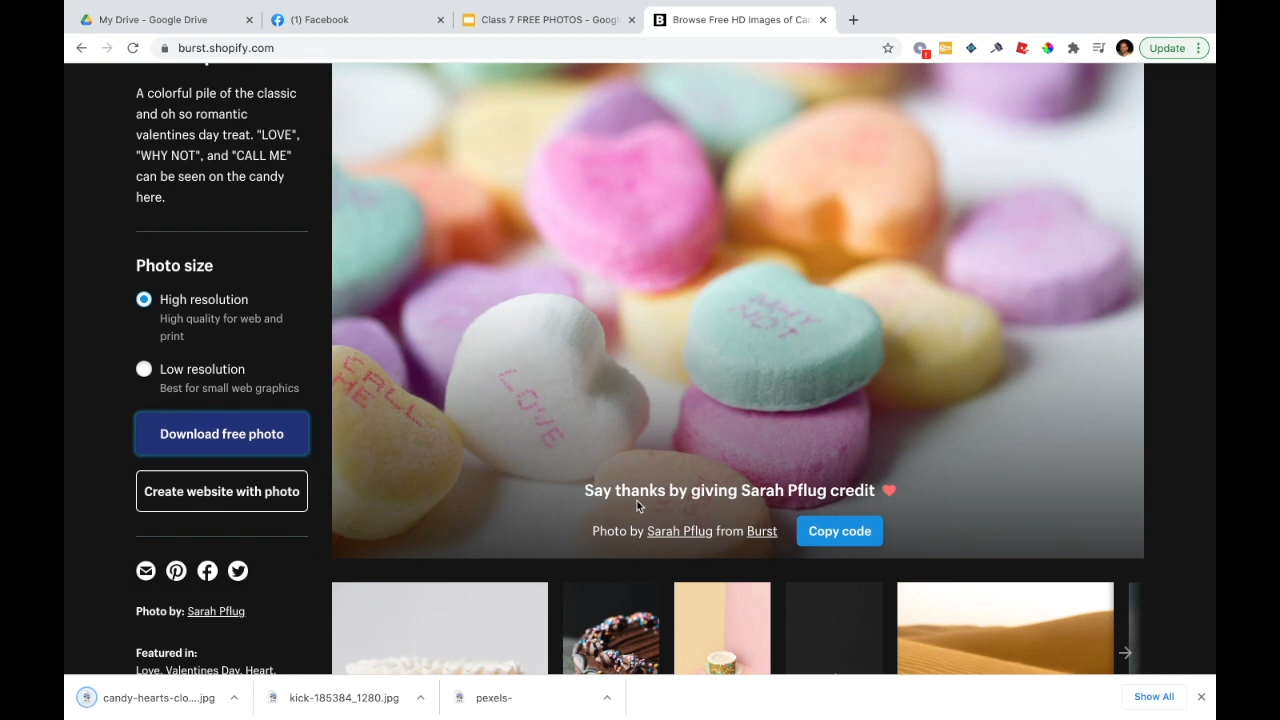 My Drive - Google Drive
(1) Facebook
Class 7 FREE PHOTOS - Googl
Browse Free HD Images of Can
burst.shopify.com
Update
A colorful pile of the classic
and oh so romantic
valentines day treat. "LOVE",
"WHY NOT", and "CALL ME"
can be seen on the candy
here.
Photo size
High resolution
High quality for web and
print
Low resolution
Best for small web graphics
Download free photo
Create website with photo
Photo by: Sarah Pflug
Featured in:
Love, Valentines Day, Heart,
WHY
NOT
LOVE
CALL
ME
Say thanks by giving Sarah Pflug credit
Photo by Sarah Pflug from Burst
Copy code
candy-hearts-clo....jpg
kick-185384_1280.jpg
pexels-
Show All